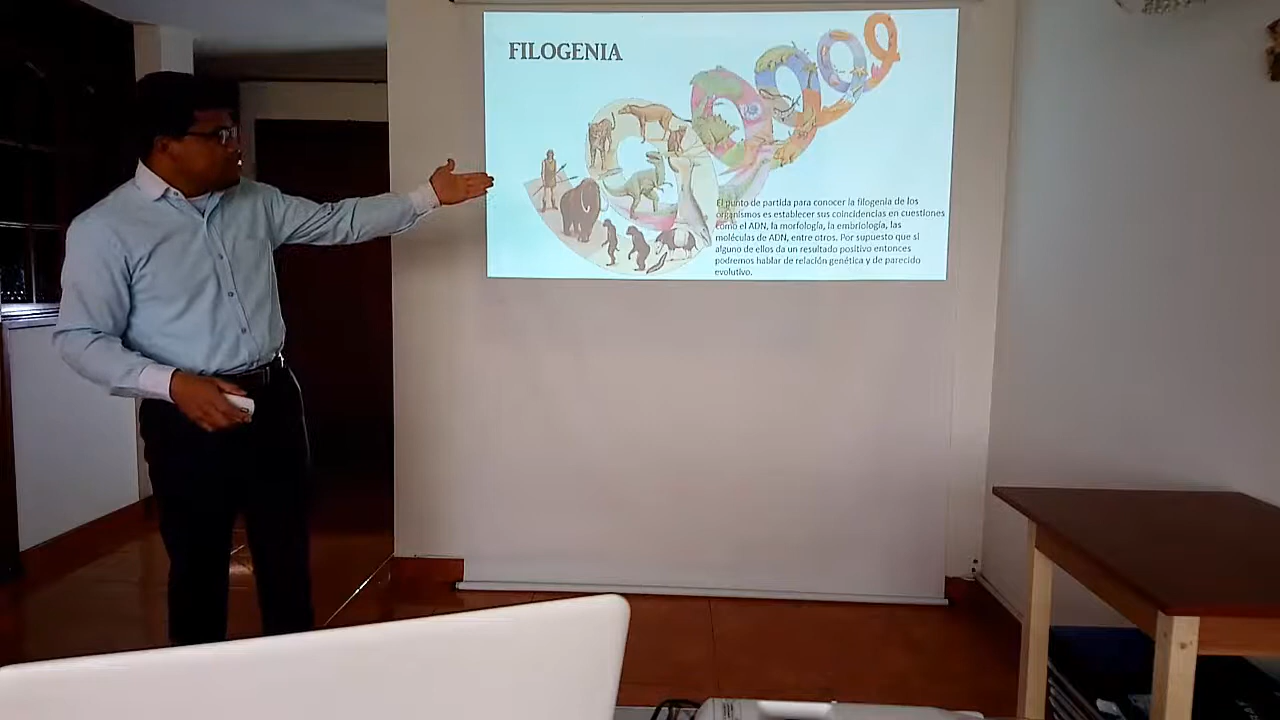 FILOGENIA
El punto de partida para conocer la filogenia de los
organismos es establecer sus coincidencias en cuestiones
como el ADN, la morfología, la embriología, las
moléculas de ADN, entre otros. Por supuesto que si
alguno de ellos da un resultado positivo entonces
podremos hablar de relación genética y de parecido
evolutivo.